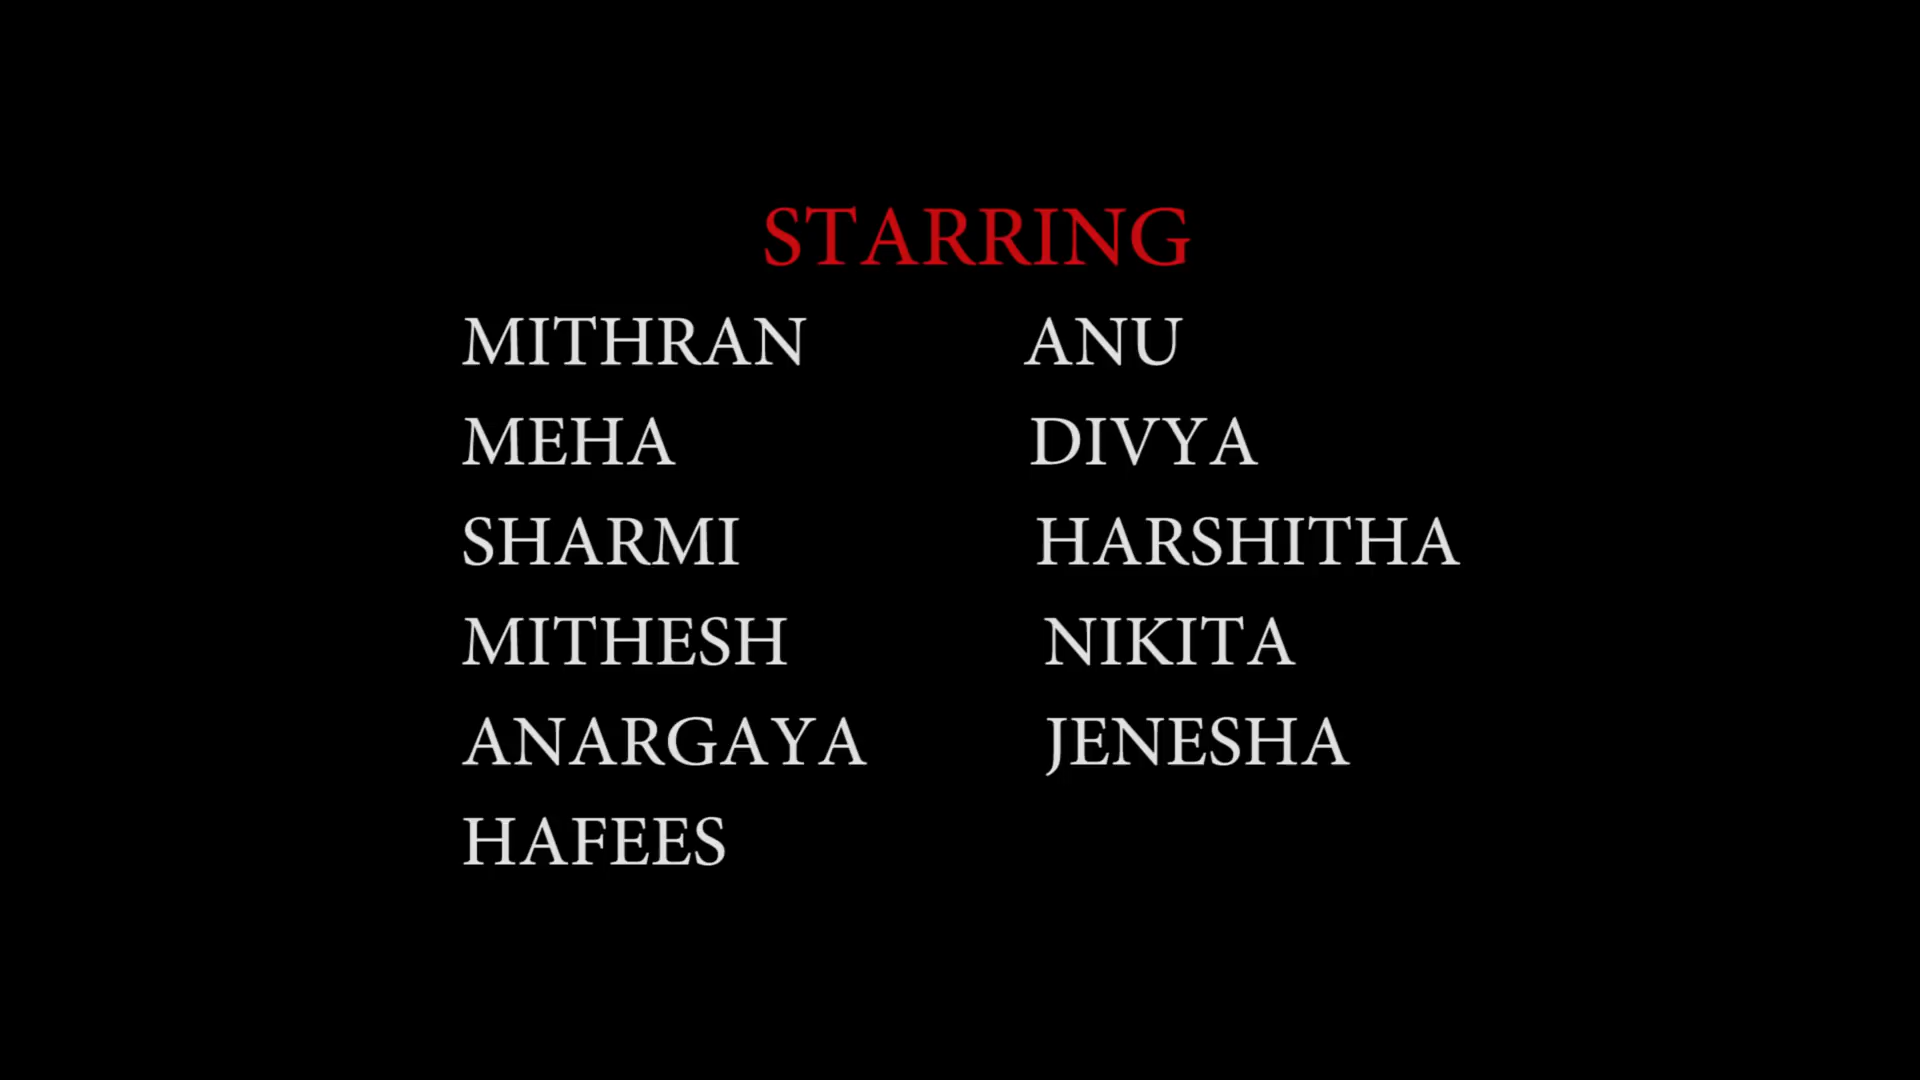 STARRING
MITHRAN ANU
MEHA DIVYA
SHARMI HARSHITHA
MITHESH NIKITA
ANARGAYA JENESHA
HAFEES